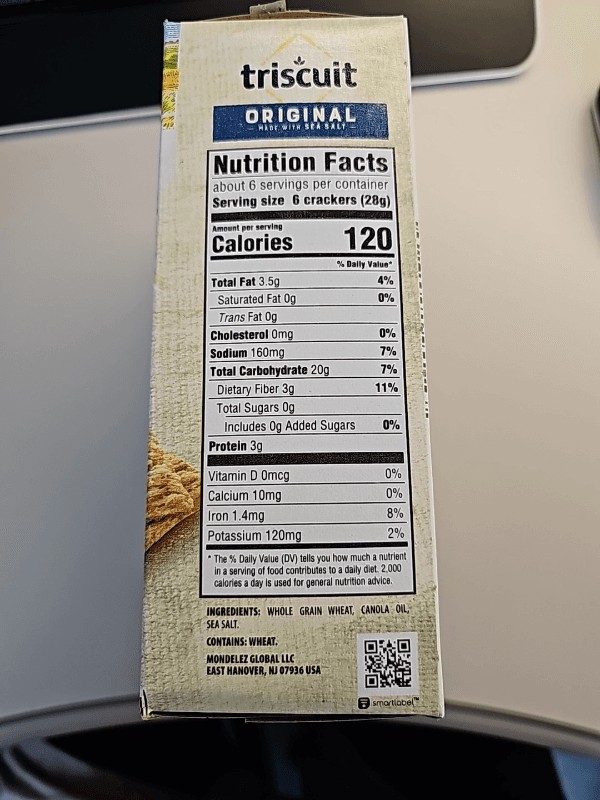 triscuit
ORIGINAL
MADE WITH SEA SALT
Nutrition Facts
about 6 servings per container
Serving size 6 crackers (28g)
Amount per serving
Calories 120
% Daily Value*
Total Fat 3.5g 4%
Saturated Fat 0g 0%
Trans Fat 0g
Cholesterol 0mg 0%
Sodium 160mg 7%
Total Carbohydrate 20g 7%
Dietary Fiber 3g 11%
Total Sugars 0g
Includes 0g Added Sugars 0%
Protein 3g
Vitamin D 0mcg 0%
Calcium 10mg 0%
Iron 1.4mg 8%
Potassium 120mg 2%
* The % Daily Value (DV) tells you how much a nutrient
in a serving of food contributes to a daily diet. 2,000
calories a day is used for general nutrition advice.
INGREDIENTS: WHOLE GRAIN WHEAT, CANOLA OIL,
SEA SALT.
CONTAINS: WHEAT.
MONDELEZ GLOBAL LLC
EAST HANOVER, NJ 07936 USA
smartlabel™